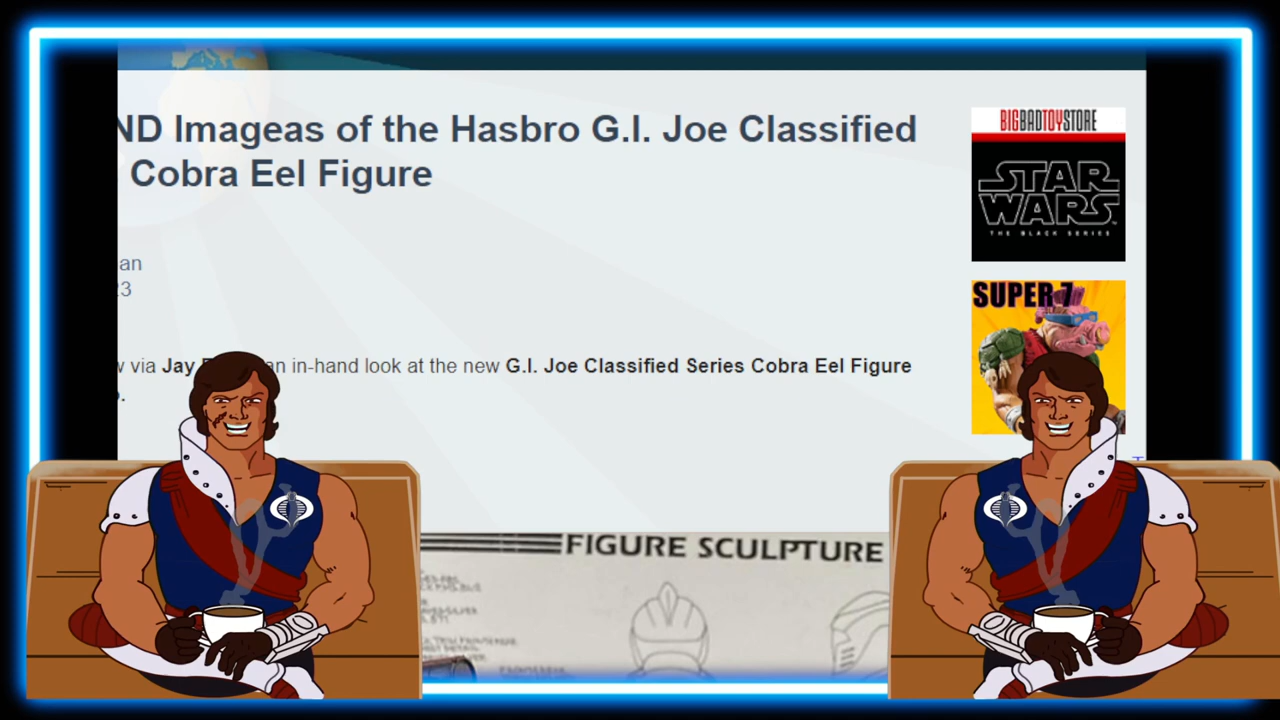 ND Imageas of the Hasbro G.I. Joe Classified
Cobra Eel Figure
an
23
via Jay an in-hand look at the new G.I. Joe Classified Series Cobra Eel Figure
BIGBADTOYSTORE
STAR
WARS
THE BLACK SERIES
SUPER 7
FIGURE SCULPTURE